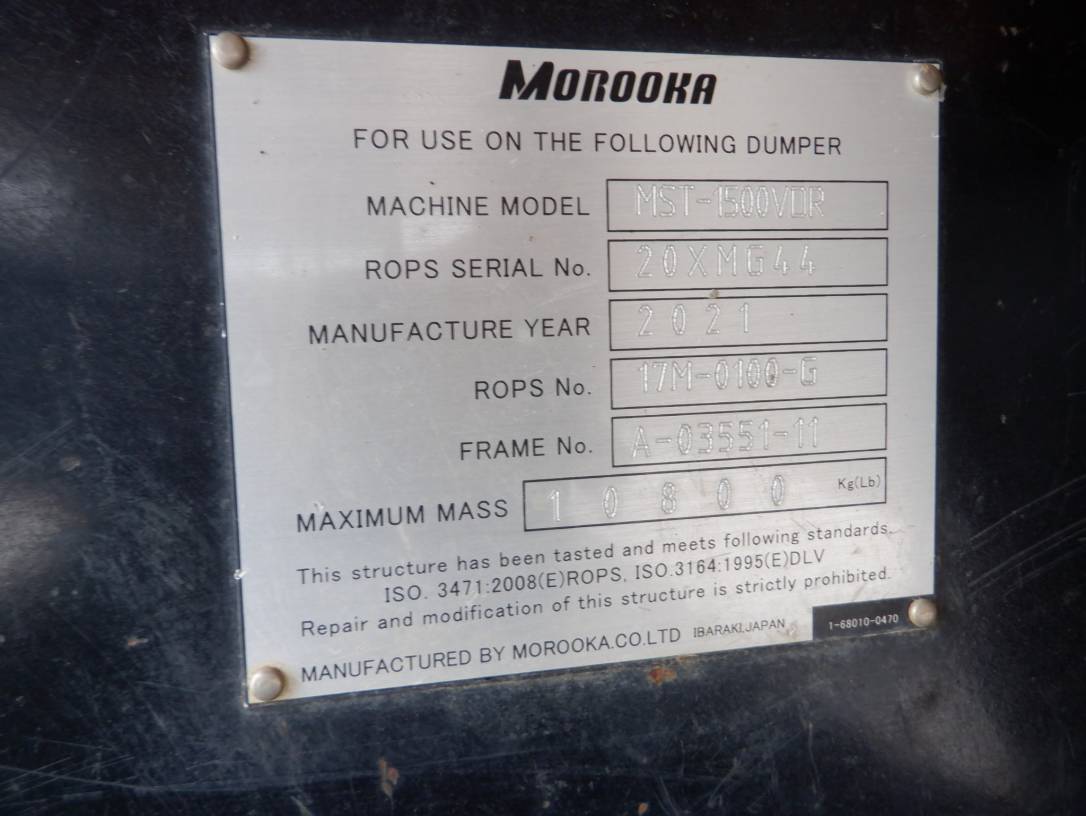 MOROOKA
FOR USE ON THE FOLLOWING DUMPER
MACHINE MODEL MST-1500VDR
ROPS SERIAL No. 20XMG44
MANUFACTURE YEAR 2021
ROPS No. 17M-0100-G
FRAME No. A-03551-11
MAXIMUM MASS 10800 Kg(Lb)
This structure has been tasted and meets following standards.
ISO. 3471:2008(E)ROPS, ISO.3164:1995(E)DLV
Repair and modification of this structure is strictly prohibited.
MANUFACTURED BY MOROOKA.CO.LTD IBARAKI,JAPAN
1-68010-0470